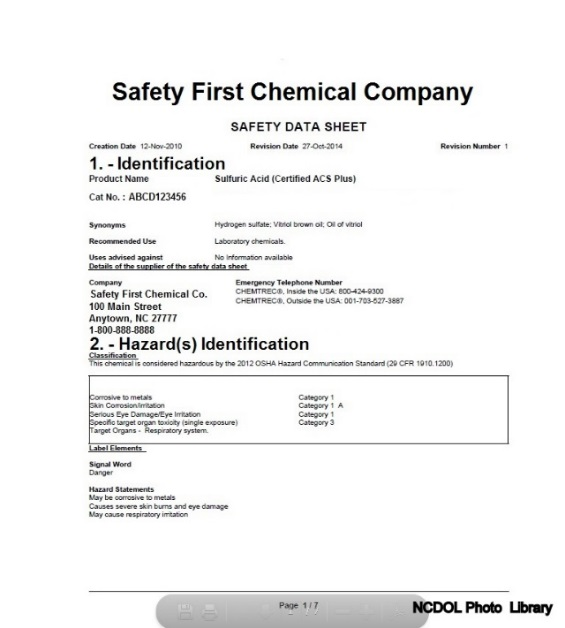 Safety First Chemical Company
SAFETY DATA SHEET
Creation Date 12-Nov-2010 Revision Date 27-Oct-2014 Revision Number 1
1. - Identification
Product Name Sulfuric Acid (Certified ACS Plus)
Cat No. : ABCD123456
Synonyms Hydrogen sulfate; Vitriol brown oil; Oil of vitriol
Recommended Use Laboratory chemicals.
Uses advised against No Information available
Details of the supplier of the safety data sheet
Company Emergency Telephone Number
Safety First Chemical Co. CHEMTREC®, Inside the USA: 800-424-9300
100 Main Street CHEMTREC®, Outside the USA: 001-703-527-3887
Anytown, NC 27777
1-800-888-8888
2. - Hazard(s) Identification
Classification
This chemical is considered hazardous by the 2012 OSHA Hazard Communication Standard (29 CFR 1910.1200)
Corrosive to metals Category 1
Skin Corrosion/Irritation Category 1 A
Serious Eye Damage/Eye Irritation Category 1
Specific target organ toxicity (single exposure) Category 3
Target Organs - Respiratory system.
Label Elements
Signal Word
Danger
Hazard Statements
May be corrosive to metals
Causes severe skin burns and eye damage
May cause respiratory irritation
Page 1 / 7
NCDOL Photo Library